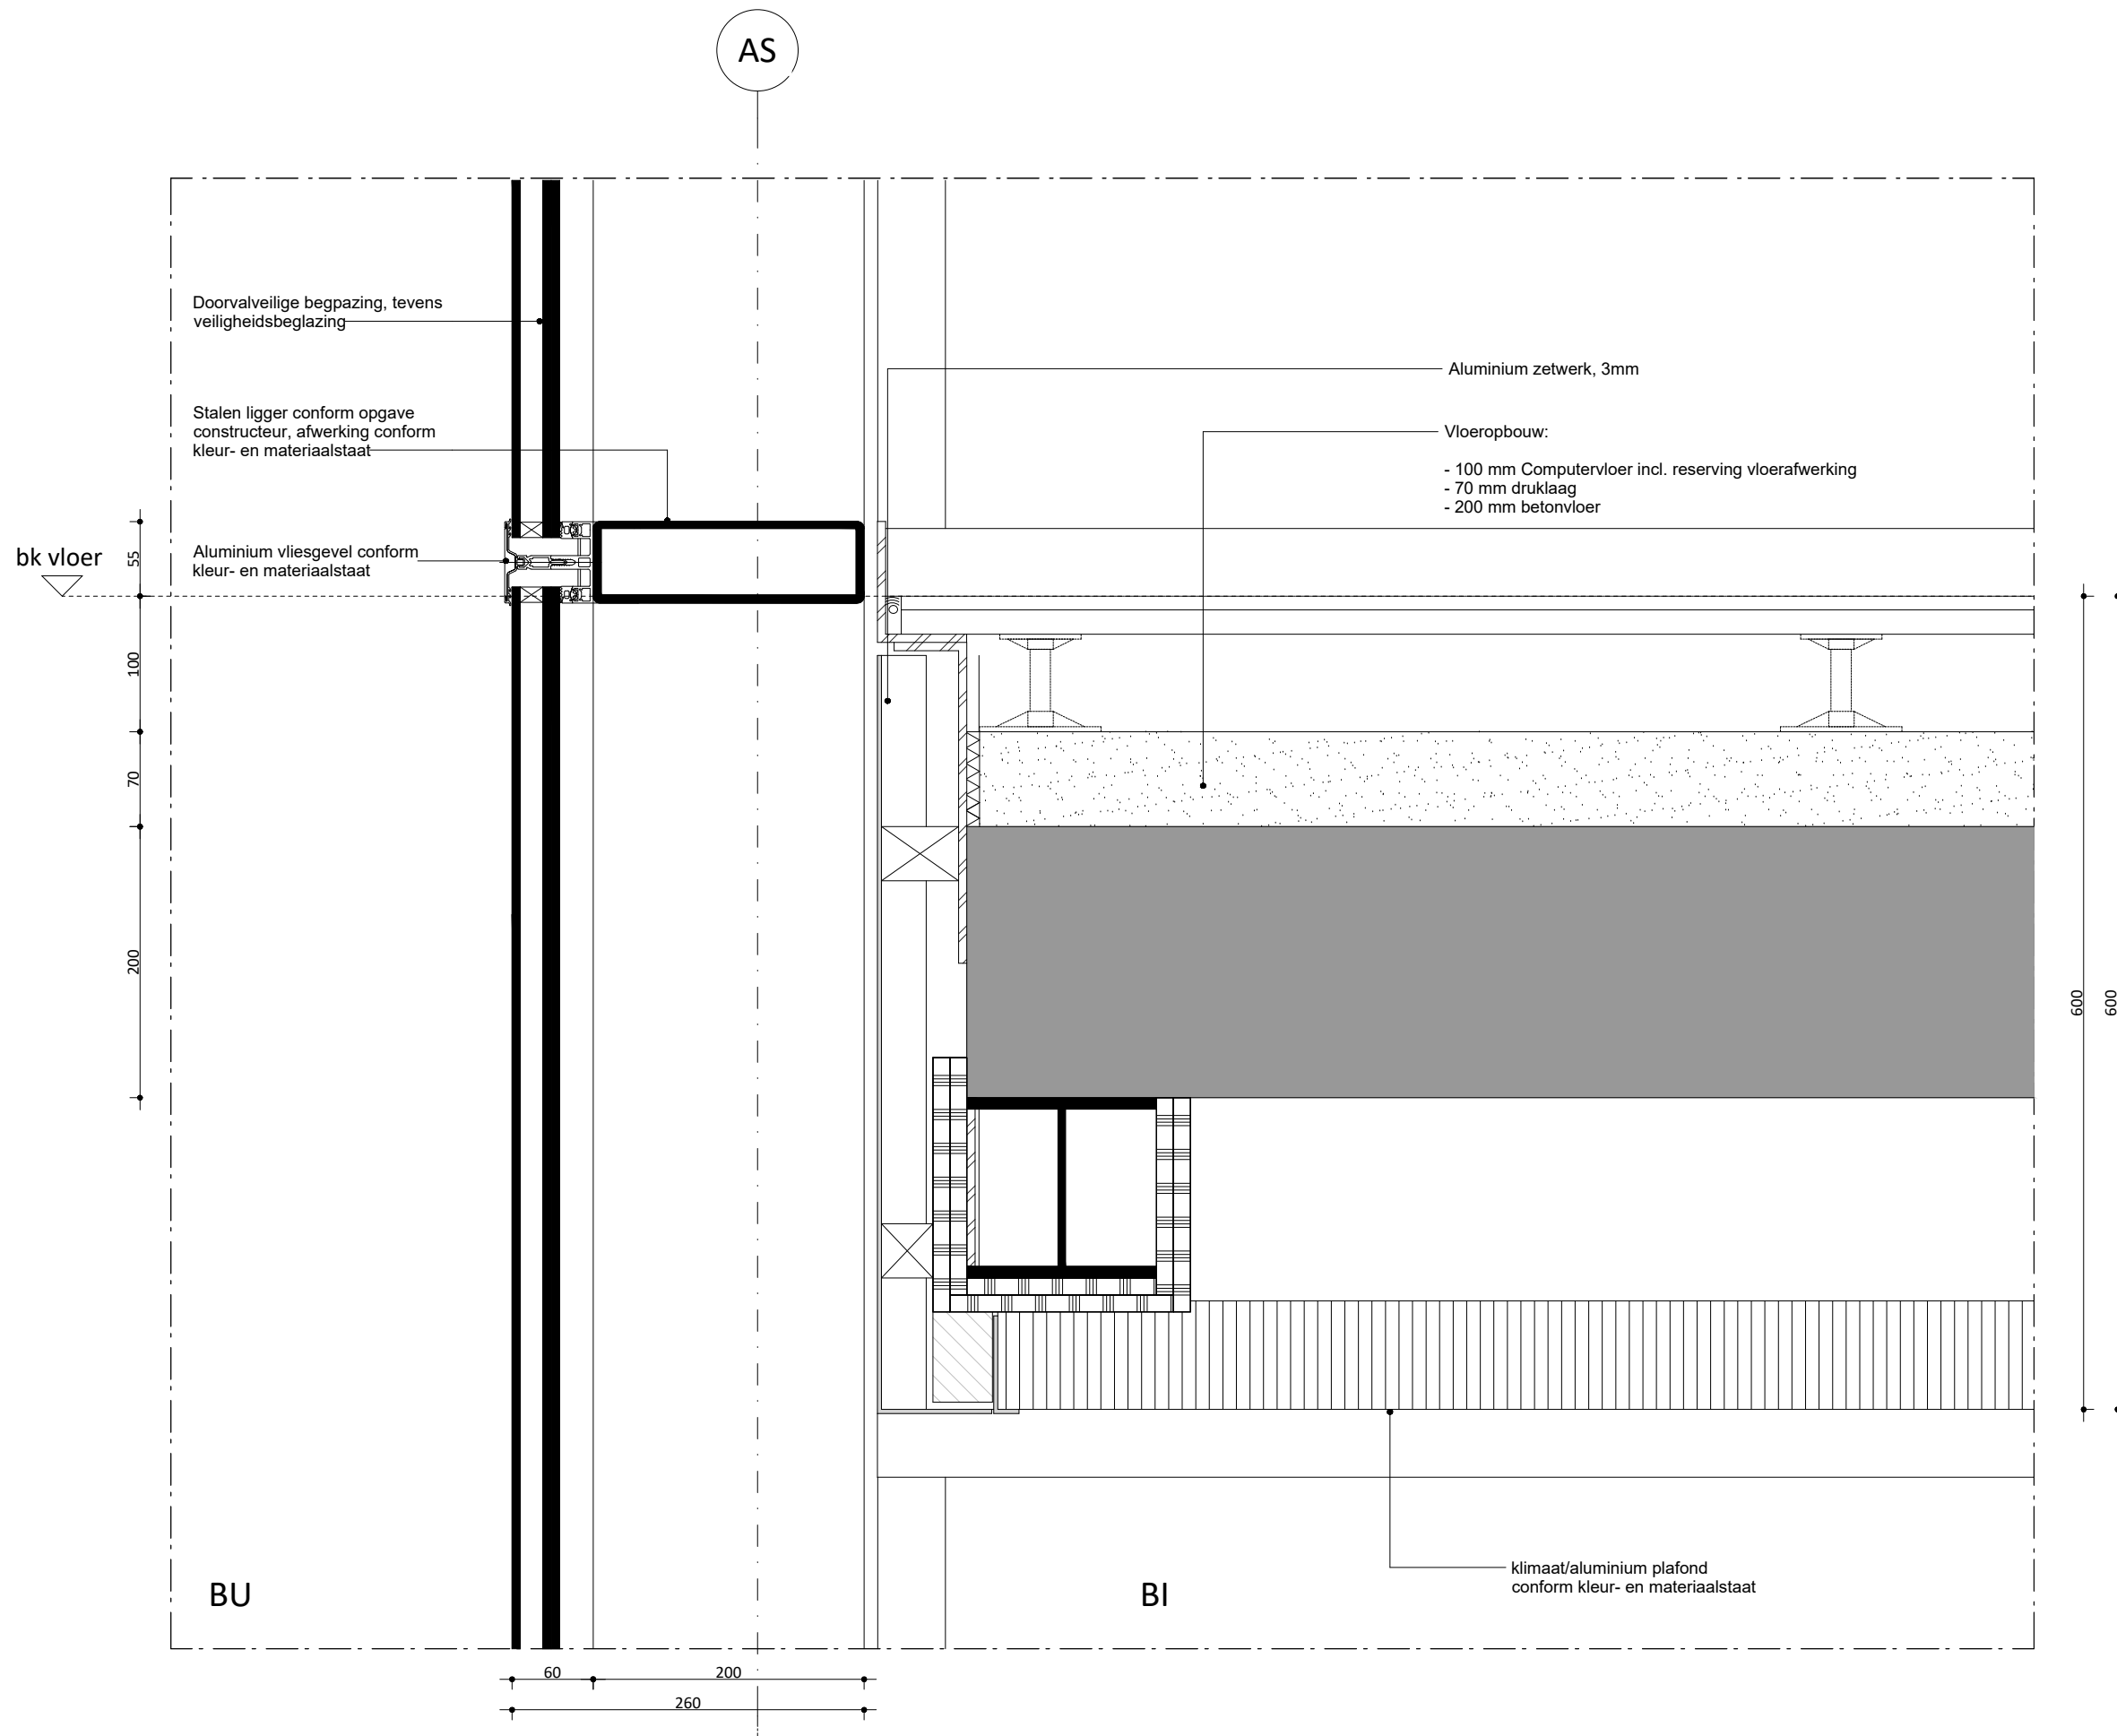 AS
Doorvalveilige begpazing, tevens
veiligheidsbeglazing
Aluminium zetwerk, 3mm
Stalen ligger conform opgave
constructeur, afwerking conform
kleur- en materiaalstaat
Vloeropbouw:
- 100 mm Computervloer incl. reserving vloerafwerking
- 70 mm druklaag
- 200 mm betonvloer
bk vloer
55
Aluminium vliesgevel conform
kleur- en materiaalstaat
100
70
200
600
600
klimaat/aluminium plafond
conform kleur- en materiaalstaat
BU
BI
60
200
260